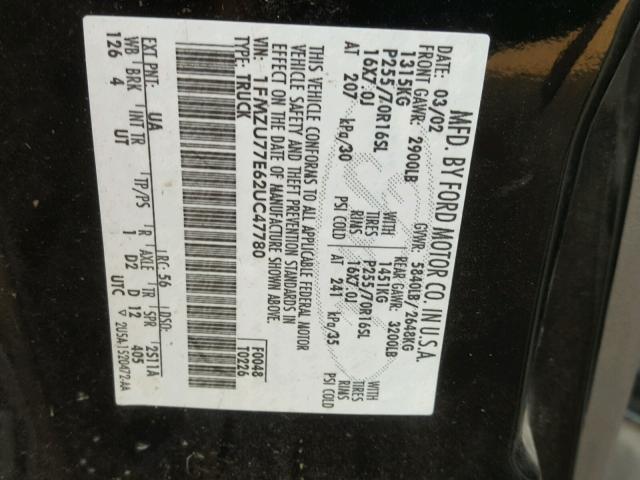 MFD. BY FORD MOTOR CO. IN U.S.A.
DATE: 03/02 GVWR: 5840LB/2648KG
FRONT GAWR: 2900LB REAR GAWR: 3200LB
1315KG WITH 1451KG WITH
P255/70R16SL TIRES P255/70R16SL TIRES
16X7.0J RIMS 16X7.0J RIMS
AT 207 kPa/30 PSI COLD AT 241 kPa/35 PSI COLD
THIS VEHICLE CONFORMS TO ALL APPLICABLE FEDERAL MOTOR
VEHICLE SAFETY AND THEFT PREVENTION STANDARDS IN
EFFECT ON THE DATE OF MANUFACTURE SHOWN ABOVE.
VIN: 1FMZU77E62UC47780 F0048
TYPE: TRUCK T0226
EXT PNT: UA RC: 56 DSO:
WB BRK INT TR TP/PS R AXLE TR SPR 2S11A
126 4 UT 1 D2 D 12 405
UTC ▽ 2U5A-1520472-AA